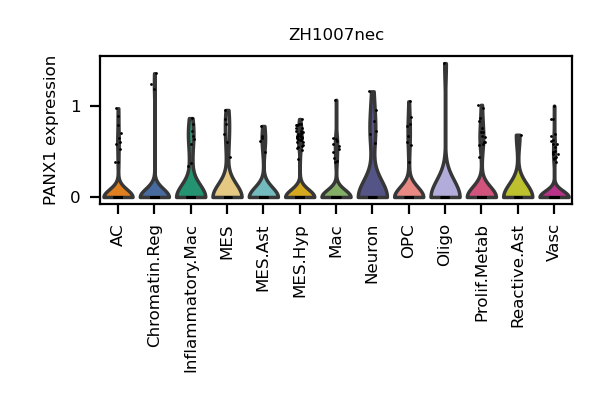 ZH1007nec
PANX1 expression
1
0
AC
Chromatin.Reg
Inflammatory.Mac
MES
MES.Ast
MES.Hyp
Mac
Neuron
OPC
Oligo
Prolif.Metab
Reactive.Ast
Vasc